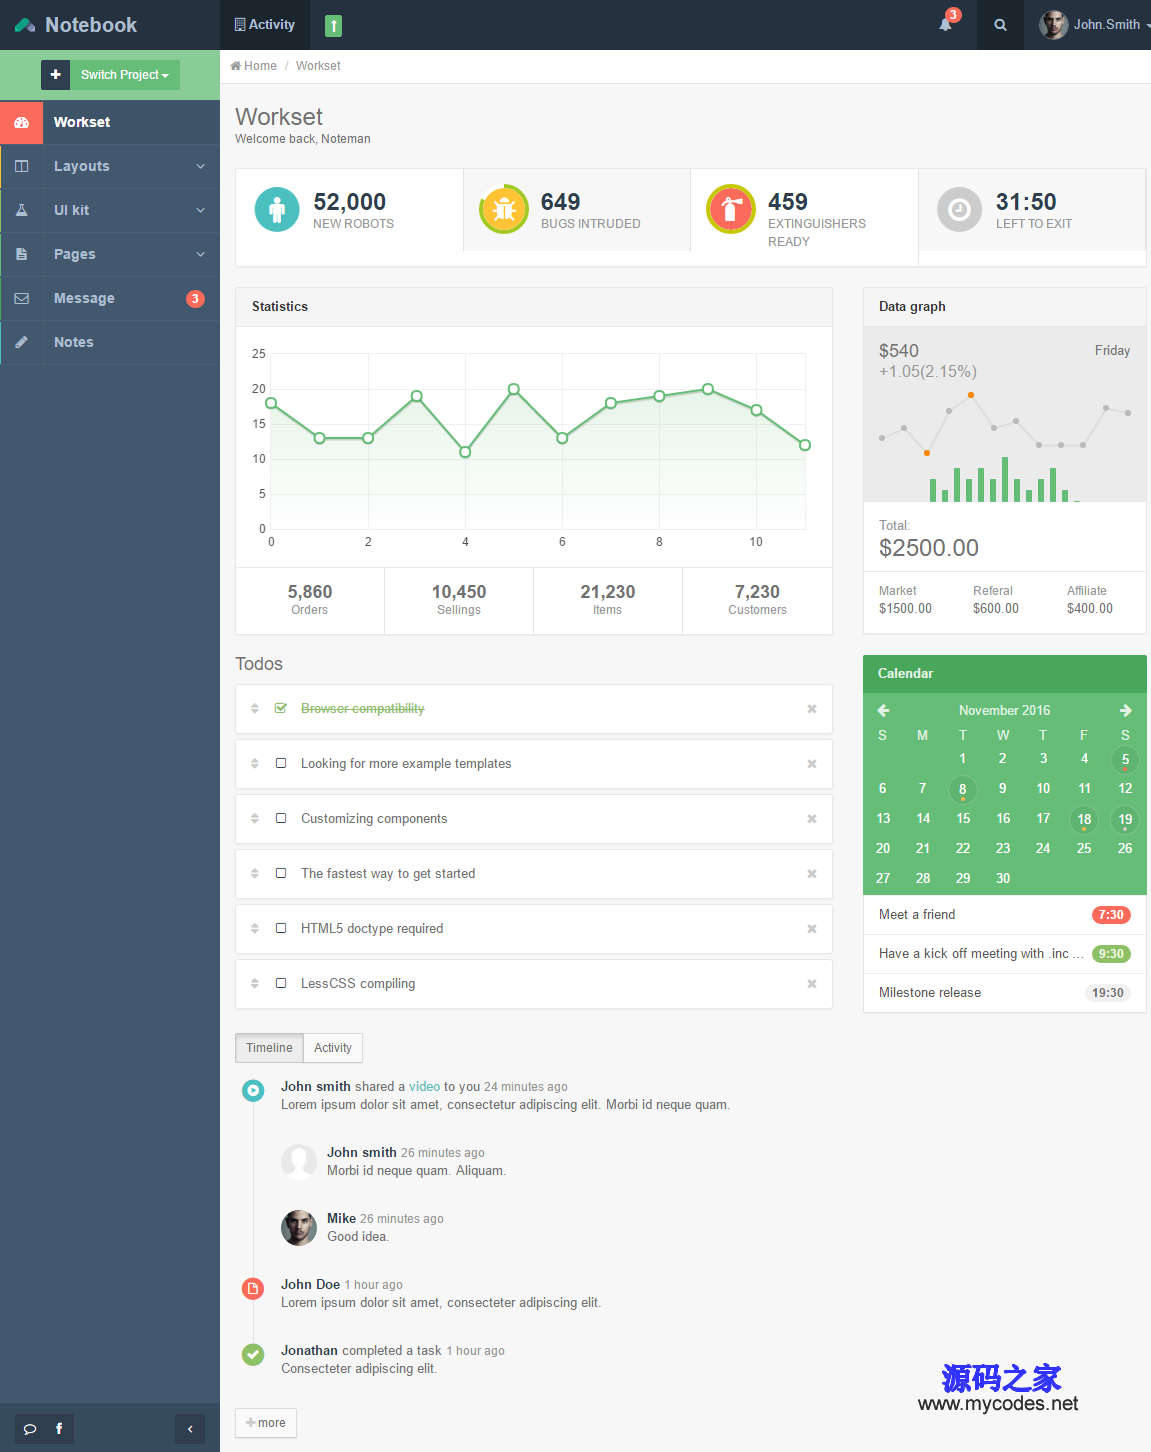 Notebook
Activity
3
John.Smith
Switch Project
Home / Workset
Workset
Layouts
UI kit
Pages
Message 3
Notes
Workset
Welcome back, Noteman
52,000
NEW ROBOTS
649
BUGS INTRUDED
459
EXTINGUISHERS
READY
31:50
LEFT TO EXIT
Statistics
25
20
15
10
5
0
0 2 4 6 8 10
5,860
Orders
10,450
Sellings
21,230
Items
7,230
Customers
Data graph
$540
Friday
+1.05(2.15%)
Total:
$2500.00
Market
$1500.00
Referal
$600.00
Affiliate
$400.00
Todos
Browser compatibility
Looking for more example templates
Customizing components
The fastest way to get started
HTML5 doctype required
LessCSS compiling
Calendar
November 2016
S M T W T F S
1 2 3 4 5
6 7 8 9 10 11 12
13 14 15 16 17 18 19
20 21 22 23 24 25 26
27 28 29 30
Meet a friend 7:30
Have a kick off meeting with .inc ... 9:30
Milestone release 19:30
Timeline Activity
John smith shared a video to you 24 minutes ago
Lorem ipsum dolor sit amet, consectetur adipiscing elit. Morbi id neque quam.
John smith 26 minutes ago
Morbi id neque quam. Aliquam.
Mike 26 minutes ago
Good idea.
John Doe 1 hour ago
Lorem ipsum dolor sit amet, consecteter adipiscing elit.
Jonathan completed a task 1 hour ago
Consecteter adipiscing elit.
more
源码之家
www.mycodes.net